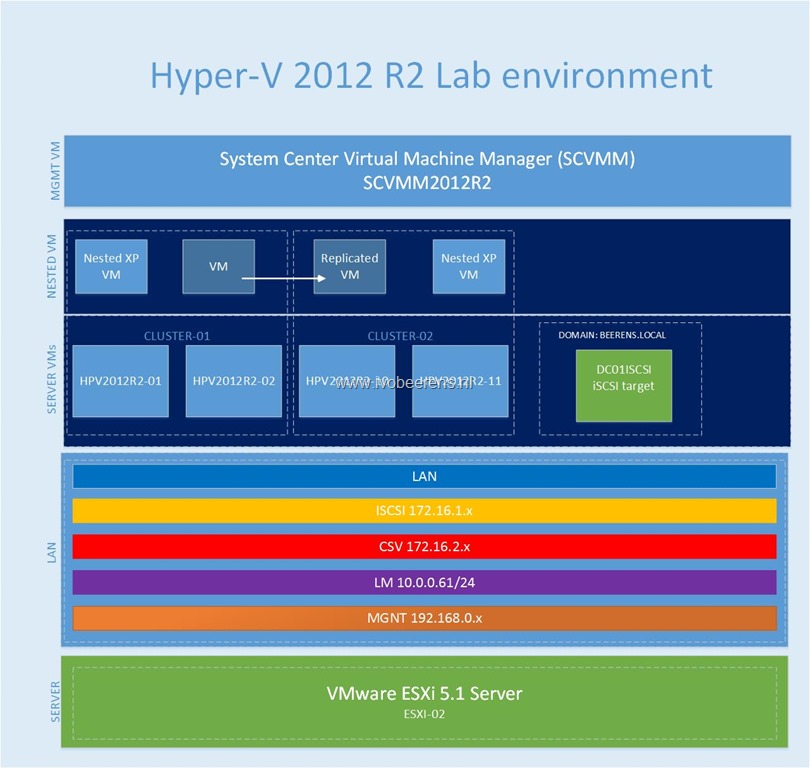 Hyper-V 2012 R2 Lab environment
MGMT VM
System Center Virtual Machine Manager (SCVMM)
SCVMM2012R2
NESTED VM
Nested XP
VM
VM
Replicated
VM
Nested XP
VM
SERVER VMs
CLUSTER-01
HPV2012R2-01
HPV2012R2-02
CLUSTER-02
HPV2012R2-10
HPV2012R2-11
www.ivobeerens.nl
DOMAIN: BEERENS.LOCAL
DC01ISCSI
iSCSI target
LAN
LAN
ISCSI 172.16.1.x
CSV 172.16.2.x
LM 10.0.0.61/24
MGNT 192.168.0.x
SERVER
VMware ESXi 5.1 Server
ESXI-02